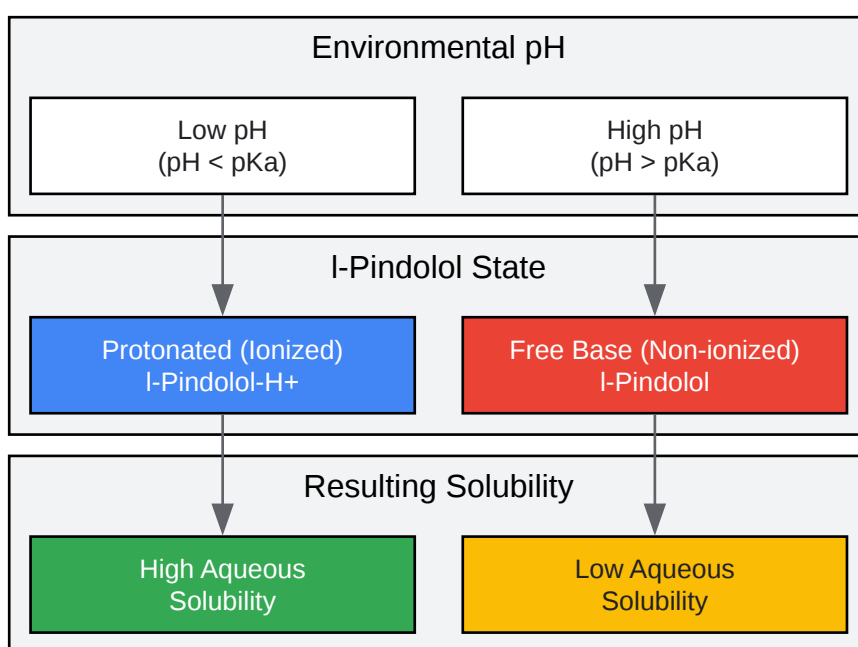 Environmental pH
Low pH
(pH < pKa)
High pH
(pH > pKa)
l-Pindolol State
Protonated (Ionized)
l-Pindolol-H+
Free Base (Non-ionized)
l-Pindolol
Resulting Solubility
High Aqueous
Solubility
Low Aqueous
Solubility